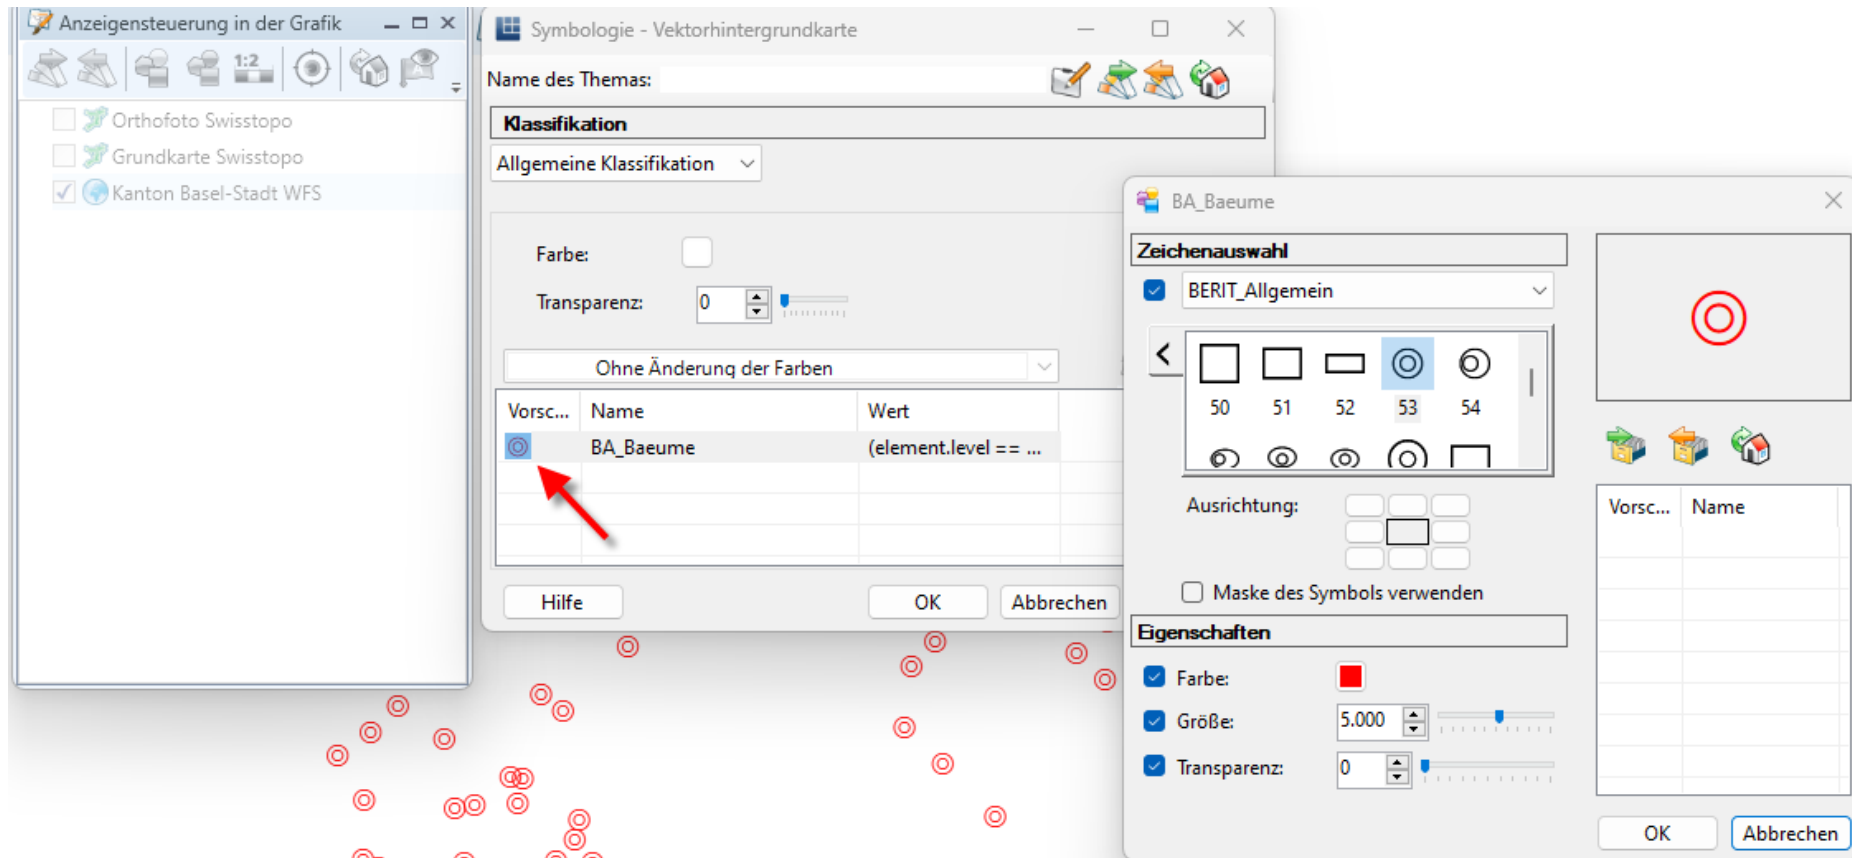 Anzeigensteuerung in der Grafik
1:2
Orthofoto Swisstopo
Grundkarte Swisstopo
Kanton Basel-Stadt WFS
Symbologie - Vektorhintergrundkarte
Name des Themas:
Klassifikation
Allgemeine Klassifikation
Farbe:
Transparenz: 0
Ohne Änderung der Farben
Vorsc... Name Wert
BA_Baeume (element.level == ...
Hilfe OK Abbrechen
BA_Baeume
Zeichenauswahl
BERIT_Allgemein
<
50 51 52 53 54
Ausrichtung:
Maske des Symbols verwenden
Eigenschaften
Farbe:
Größe: 5.000
Transparenz: 0
Vorsc... Name
OK Abbrechen